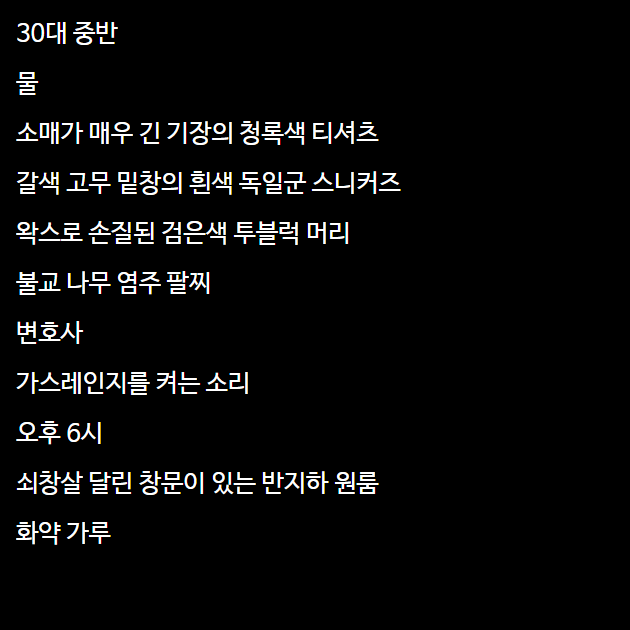 30대 중반
물
소매가 매우 긴 기장의 청록색 티셔츠
갈색 고무 밑창의 흰색 독일군 스니커즈
왁스로 손질된 검은색 투블럭 머리
불교 나무 염주 팔찌
변호사
가스레인지를 켜는 소리
오후 6시
쇠창살 달린 창문이 있는 반지하 원룸
화약 가루